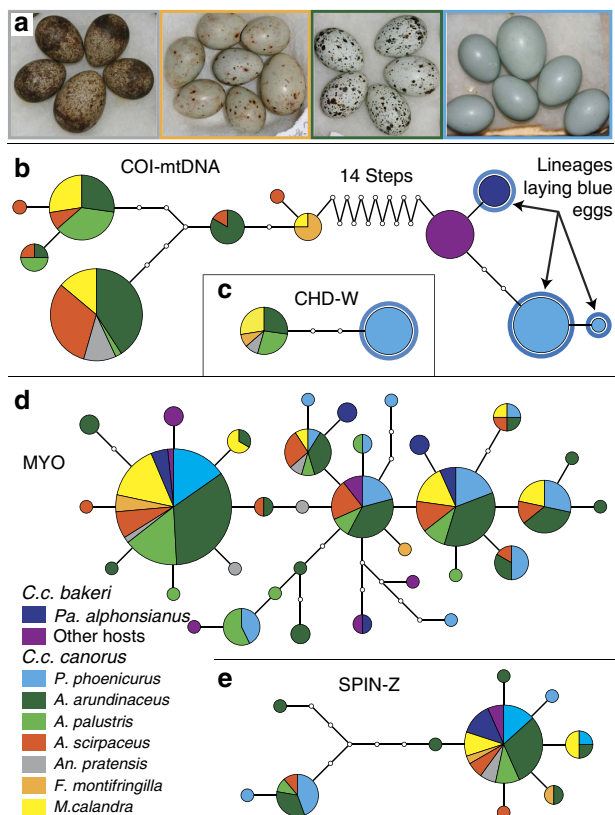 a
b
COI-mtDNA
14 Steps
Lineages
laying blue
eggs
c
CHD-W
d
MYO
C.c. bakeri
Pa. alphonsianus
Other hosts
C.c. canorus
P. phoenicurus
A. arundinaceus
A. palustris
A. scirpaceus
An. pratensis
F. montifringilla
M.calandra
e
SPIN-Z